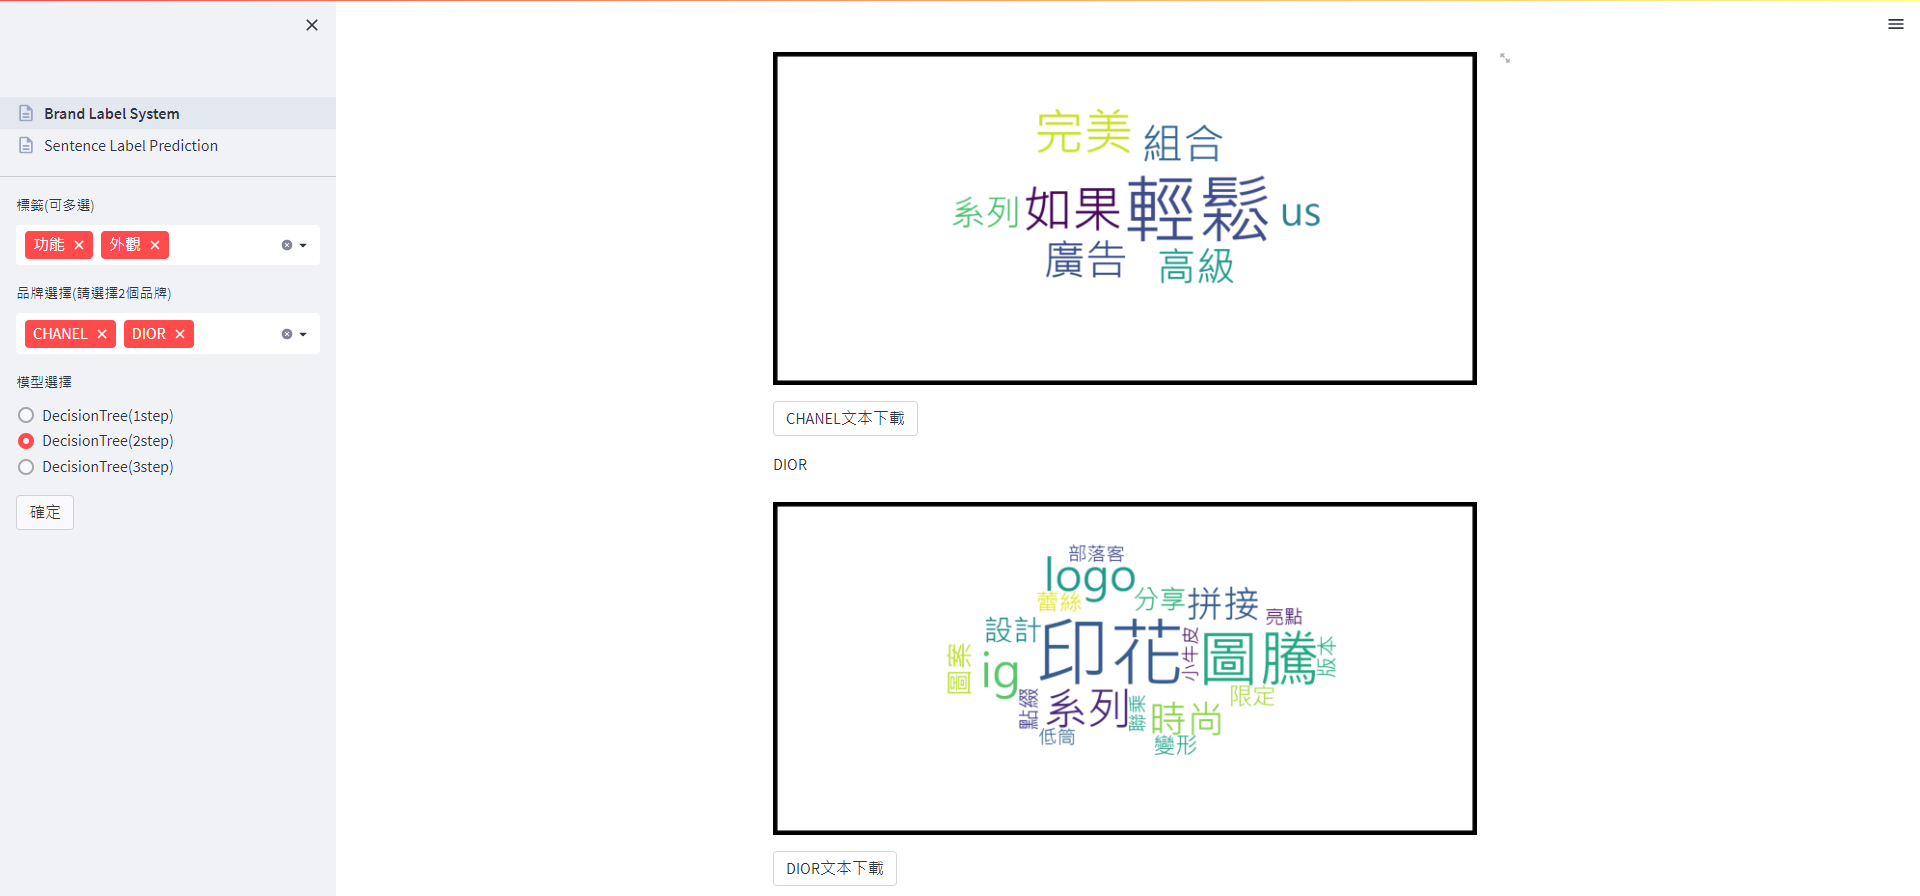 Brand Label System
Sentence Label Prediction
標籤(可多選)
功能
外觀
品牌選擇(請選擇2個品牌)
CHANEL
DIOR
模型選擇
DecisionTree(1step)
DecisionTree(2step)
DecisionTree(3step)
確定
完美
組合
系列
如果
輕鬆
us
廣告
高級
CHANEL文本下載
DIOR
部落客
logo
蕾絲
分享
拼接
亮點
設計
印花
小牛皮
圖騰
版本
圖案
ig
點綴
系列
聯乘
時尚
限定
低筒
變形
DIOR文本下載